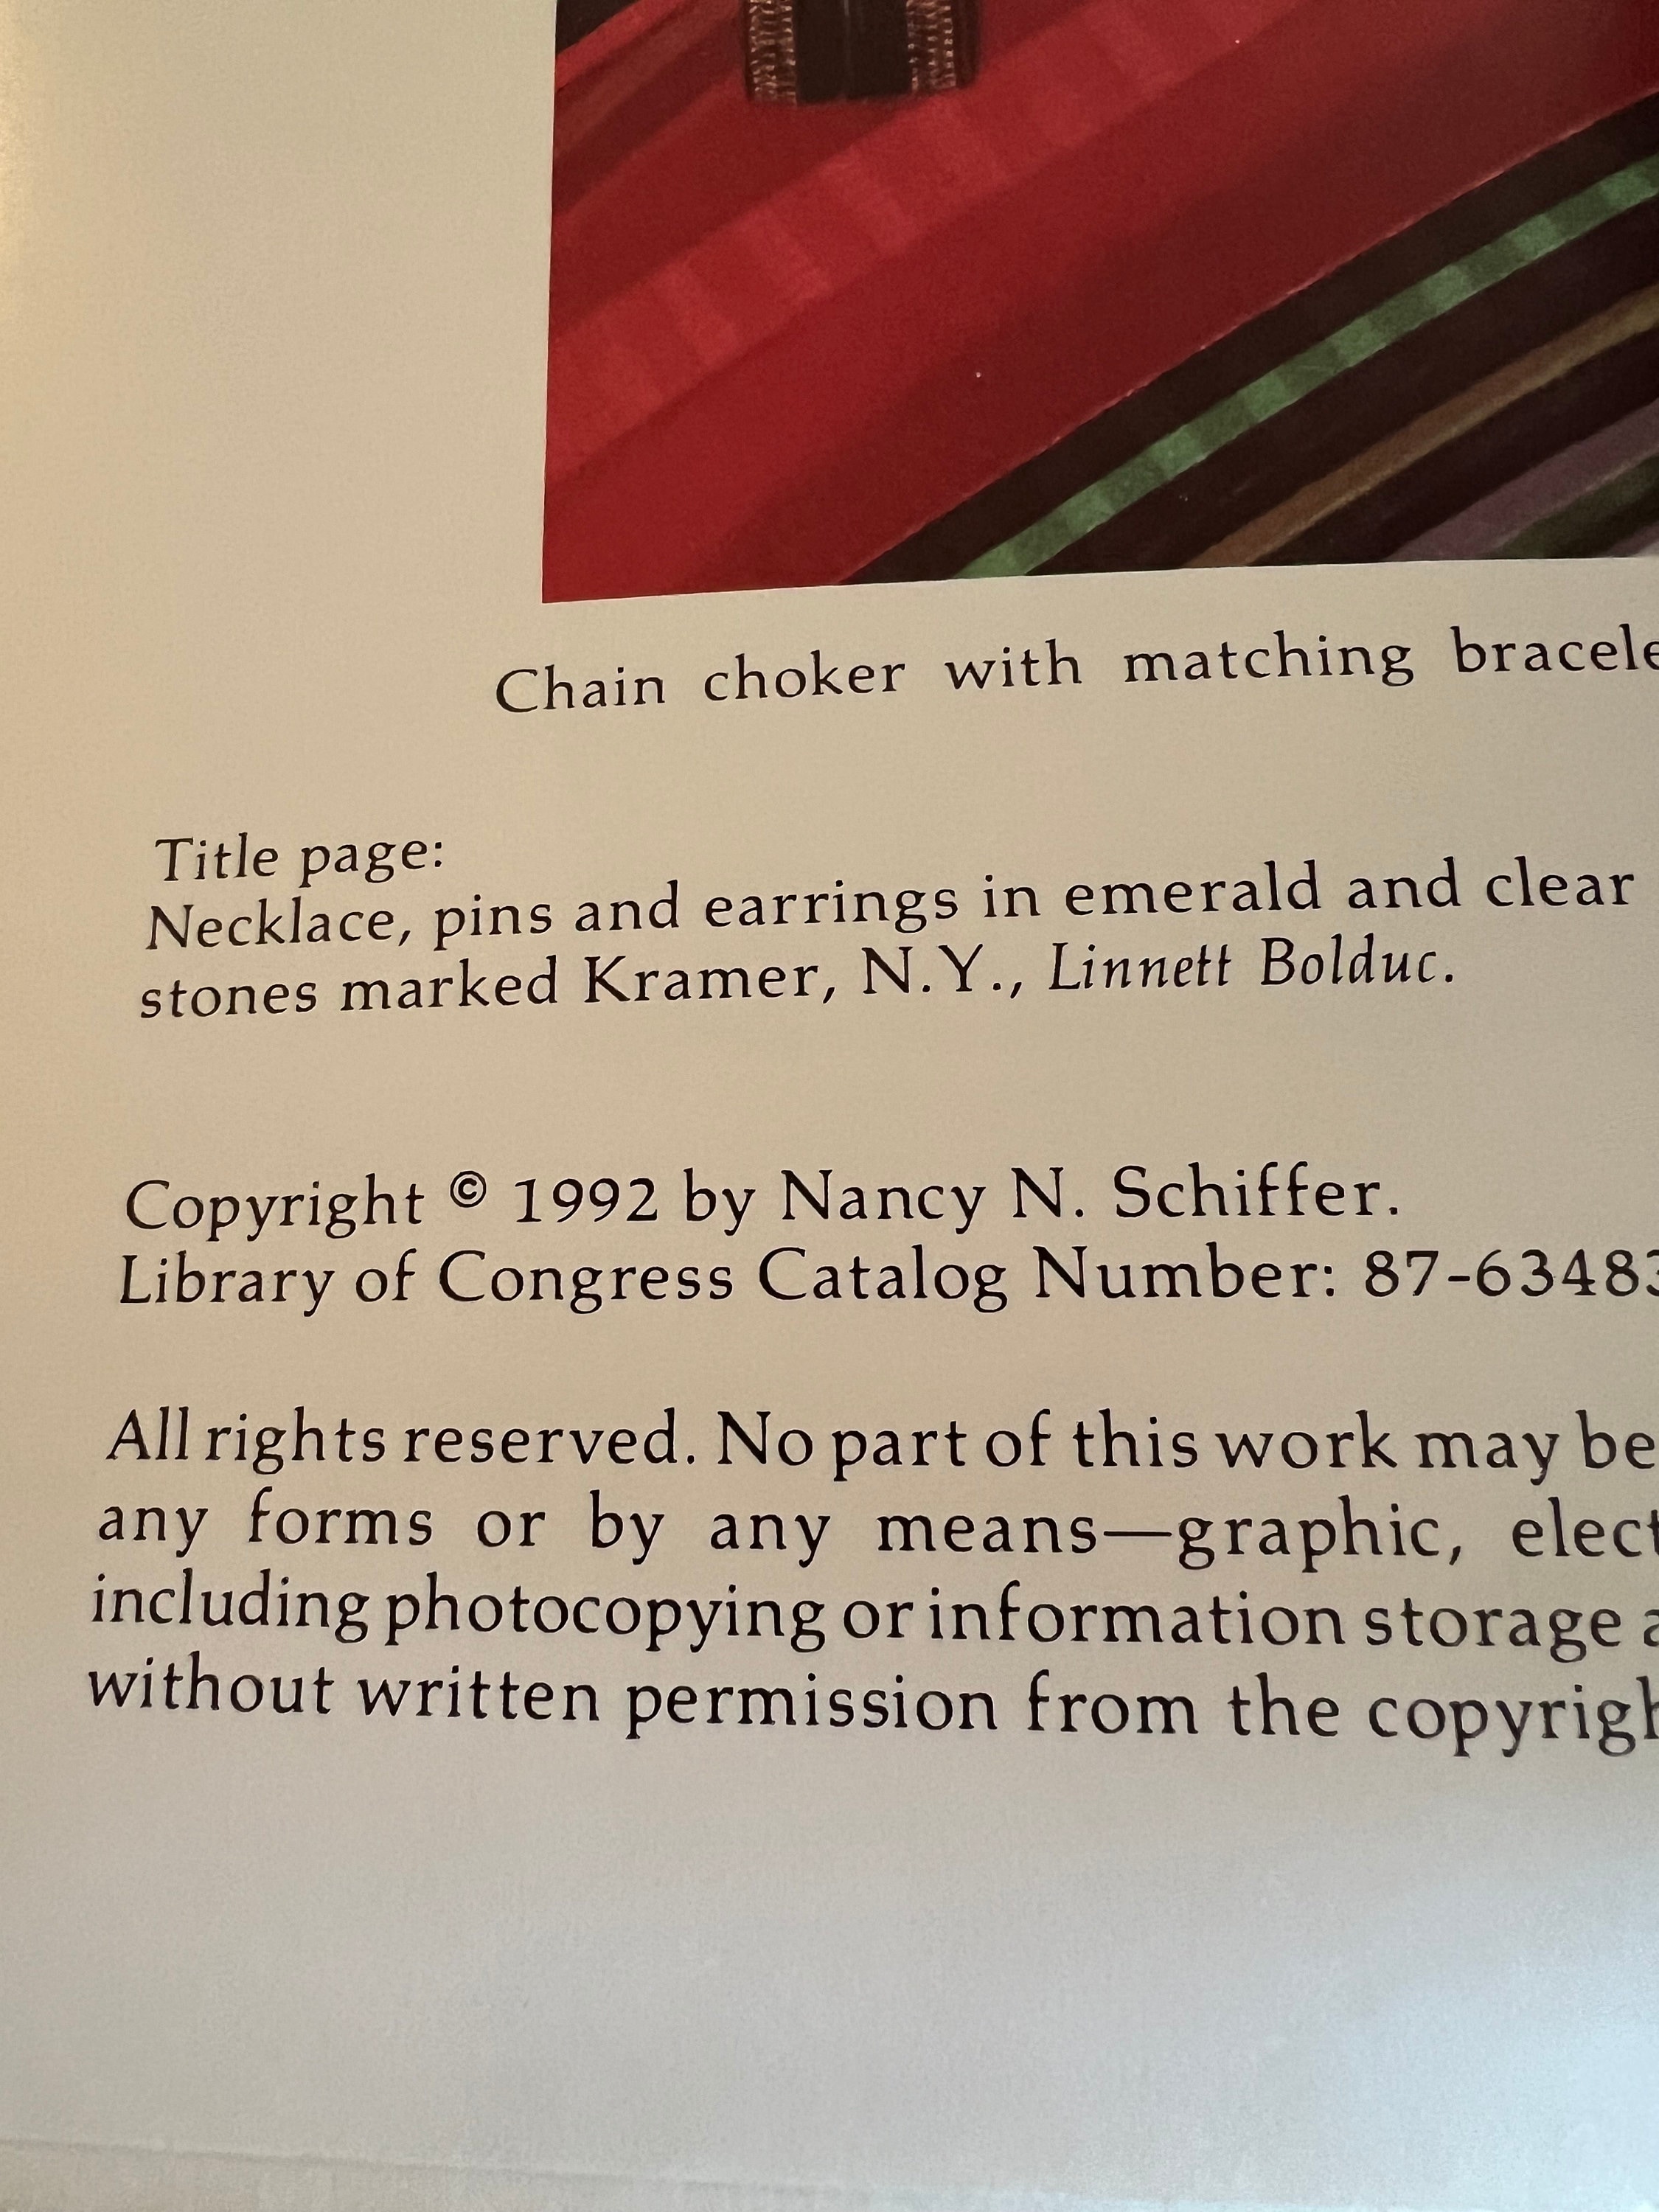 Chain choker with matching bracele
Title page:
Necklace, pins and earrings in emerald and clear
stones marked Kramer, N.Y., Linnett Bolduc.
Copyright © 1992 by Nancy N. Schiffer.
Library of Congress Catalog Number: 87-63483
All rights reserved. No part of this work may be
any forms or by any means—graphic, elect
including photocopying or information storage a
without written permission from the copyrigh